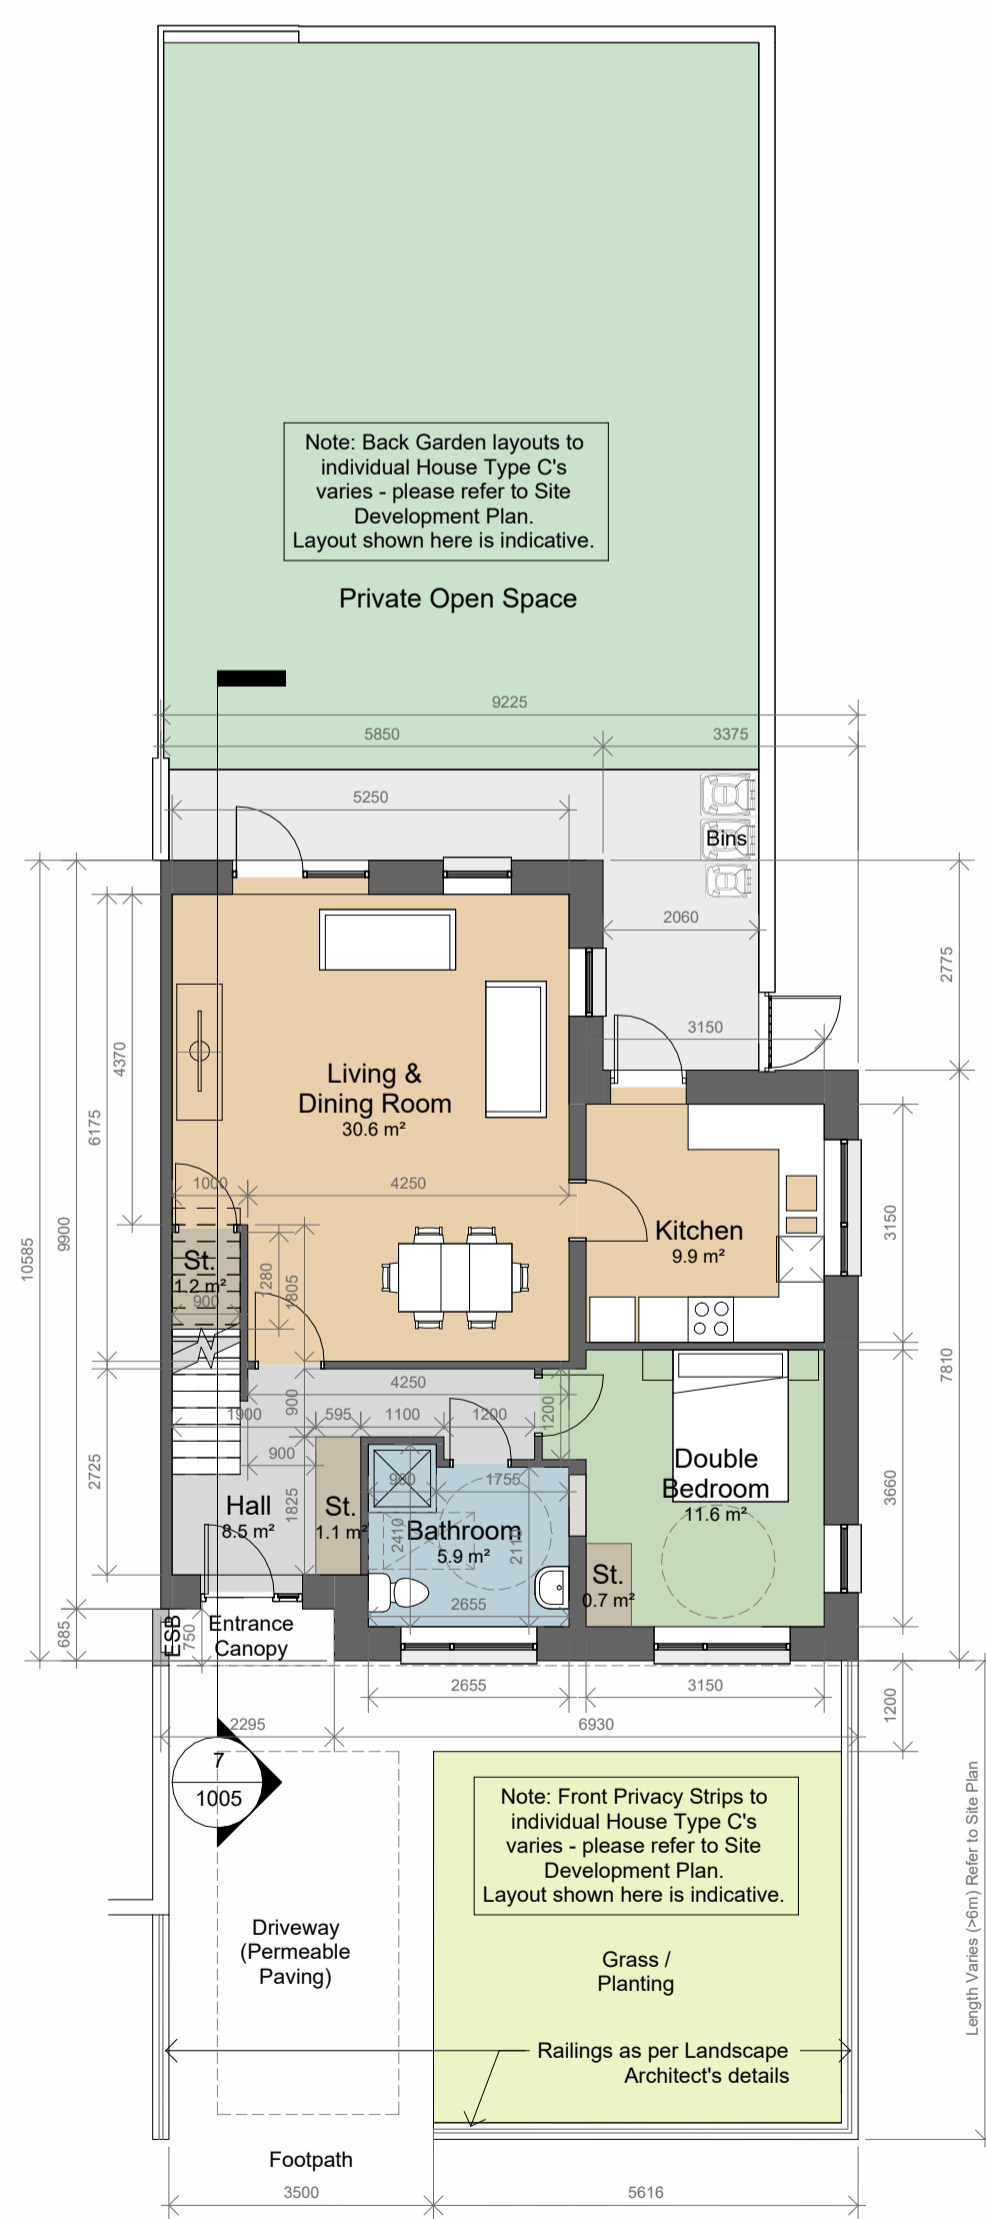 Note: Back Garden layouts to
individual House Type C's
varies - please refer to Site
Development Plan.
Layout shown here is indicative.
Private Open Space
9225
5850
3375
5250
Bins
2060
2775
3150
4370
6175
9900
10585
Living &
Dining Room
30.6 m²
1000
4250
Kitchen
9.9 m²
3150
St.
1.2 m²
900
1280
1805
7810
4250
900
1900
595
1100
1200
1200
900
2725
1825
Hall
8.5 m²
St.
1.1 m²
980
1755
2410
2110
Bathroom
5.9 m²
2655
Double
Bedroom
11.6 m²
3660
St.
0.7 m²
685
ESB
750
Entrance
Canopy
2655
3150
1200
2295
6930
7
1005
Note: Front Privacy Strips to
individual House Type C's
varies - please refer to Site
Development Plan.
Layout shown here is indicative.
Length Varies (>6m) Refer to Site Plan
Driveway
(Permeable
Paving)
Grass /
Planting
Railings as per Landscape
Architect's details
Footpath
3500
5616